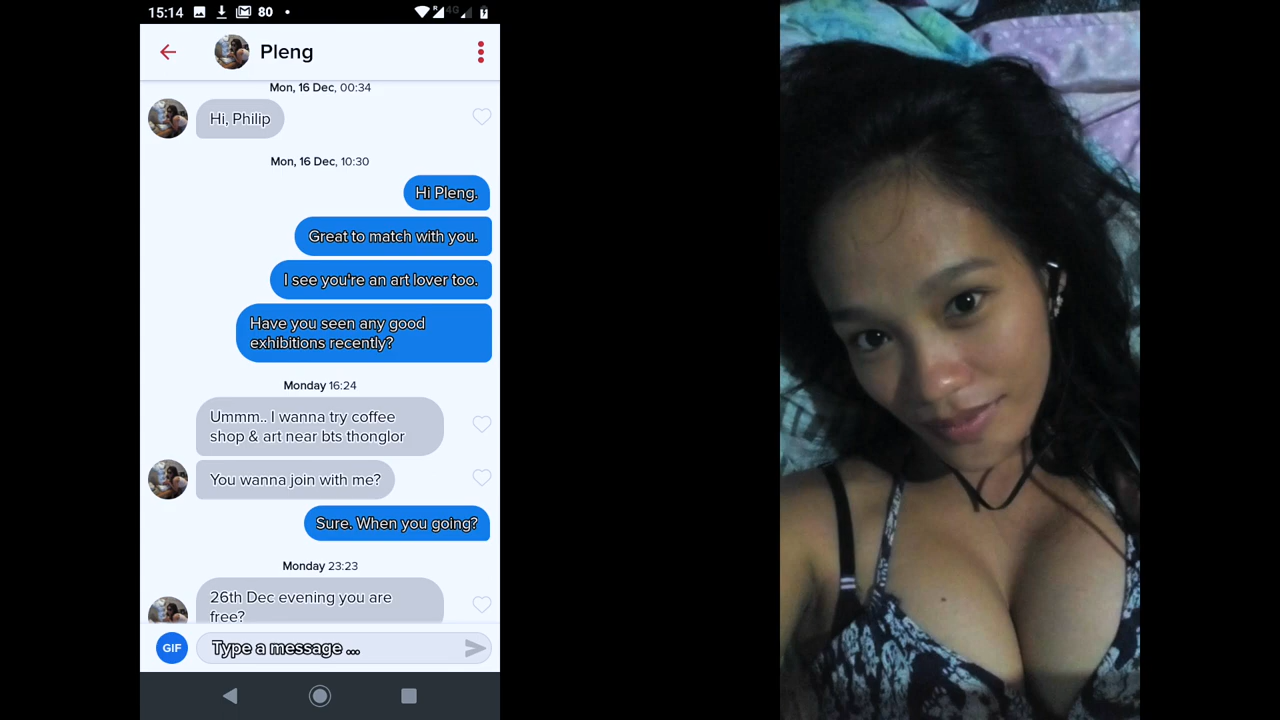 15:14
80
R
4G
Pleng
Mon, 16 Dec, 00:34
Hi, Philip
Mon, 16 Dec, 10:30
Hi Pleng.
Great to match with you.
I see you're an art lover too.
Have you seen any good
exhibitions recently?
Monday 16:24
Ummm.. I wanna try coffee
shop & art near bts thonglor
You wanna join with me?
Sure. When you going?
Monday 23:23
26th Dec evening you are
free?
GIF
Type a message ...